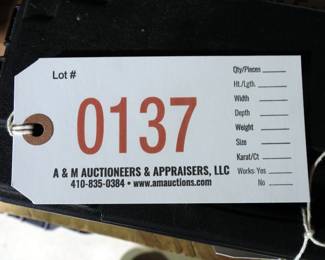 Lot #
0137
A & M AUCTIONEERS & APPRAISERS, LLC
410-835-0384 • www.amauctions.com
Qty/Pieces
Ht./Lgth.
Width
Depth
Weight
Size
Karat/Ct
Works: Yes
No